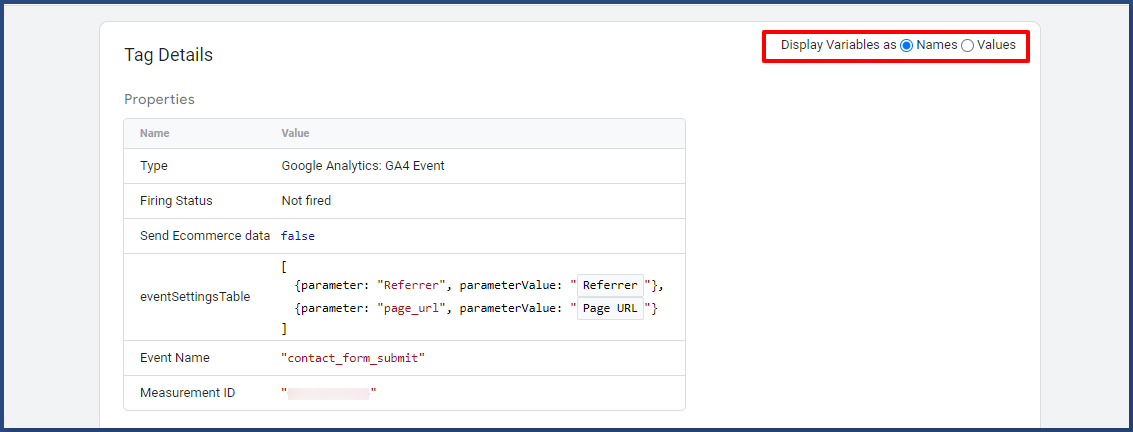 Display Variables as Names Values
Tag Details
Properties
Name Value
Type Google Analytics: GA4 Event
Firing Status Not fired
Send Ecommerce data false
eventSettingsTable
[
{parameter: "Referrer", parameterValue: "Referrer"},
{parameter: "page_url", parameterValue: "Page URL"}
]
Event Name "contact_form_submit"
Measurement ID " "